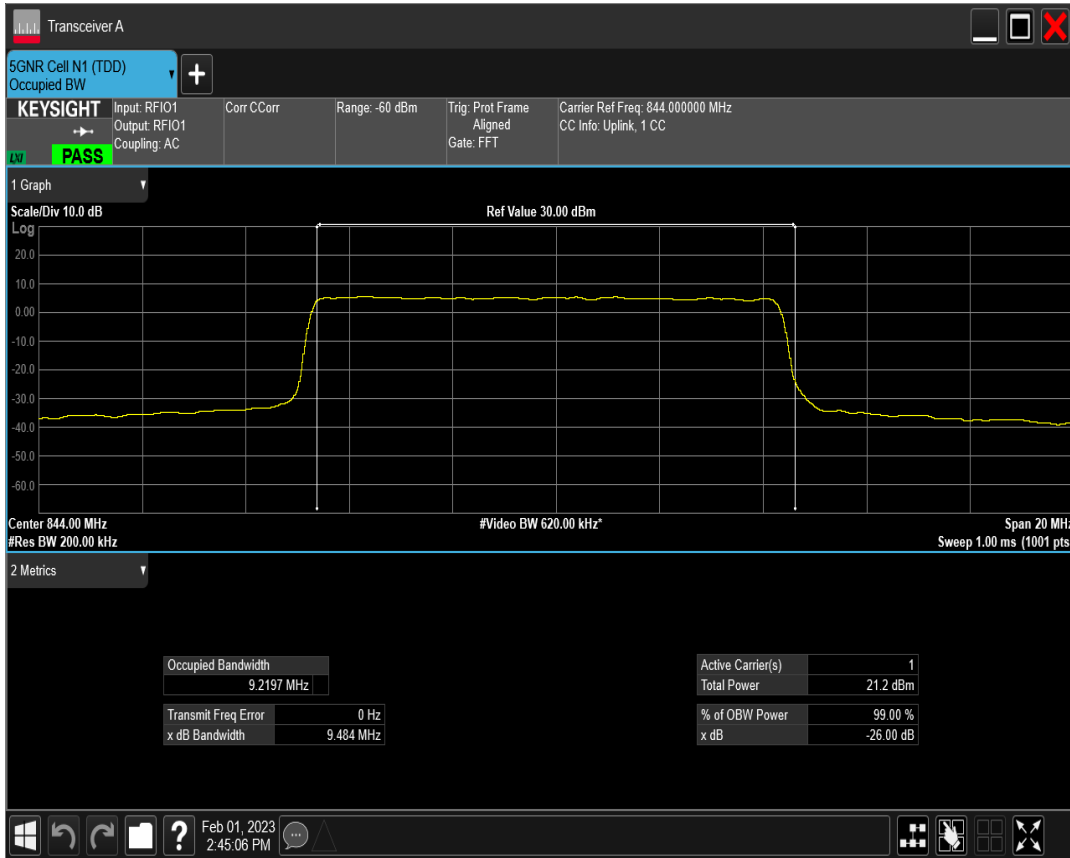 Transceiver A
5GNR Cell N1 (TDD)
Occupied BW
KEYSIGHT
LXI
PASS
Input: RFIO1
Output: RFIO1
Coupling: AC
Corr CCorr
Range: -60 dBm
Trig: Prot Frame
Aligned
Gate: FFT
Carrier Ref Freq: 844.000000 MHz
CC Info: Uplink, 1 CC
1 Graph
Scale/Div 10.0 dB
Ref Value 30.00 dBm
Log
20.0
10.0
0.00
-10.0
-20.0
-30.0
-40.0
-50.0
-60.0
Center 844.00 MHz
#Video BW 620.00 kHz*
Span 20 MHz
#Res BW 200.00 kHz
Sweep 1.00 ms (1001 pts
2 Metrics
Occupied Bandwidth
9.2197 MHz
Transmit Freq Error 0 Hz
x dB Bandwidth 9.484 MHz
Active Carrier(s) 1
Total Power 21.2 dBm
% of OBW Power 99.00 %
x dB -26.00 dB
?
Feb 01, 2023
2:45:06 PM